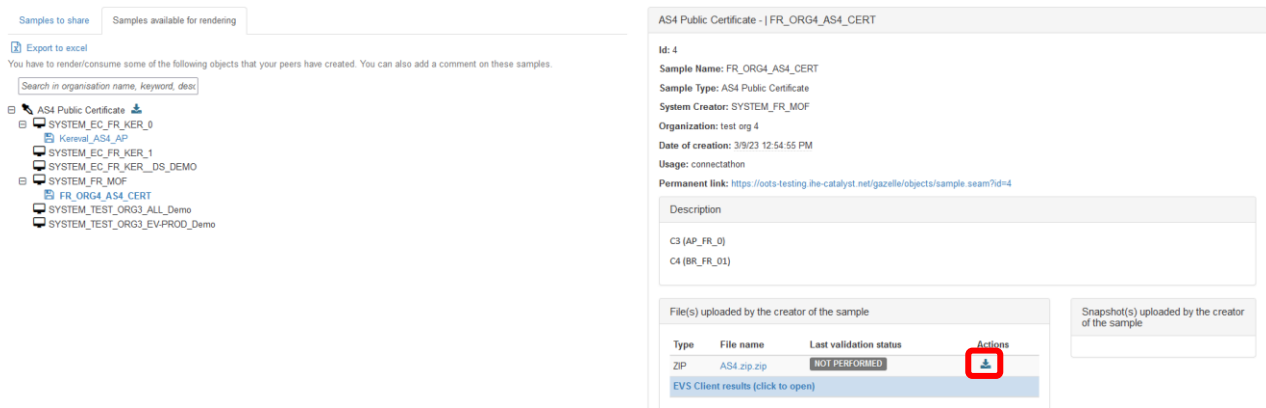 Samples to share
Samples available for rendering
Export to excel
You have to render/consume some of the following objects that your peers have created. You can also add a comment on these samples.
Search in organisation name, keyword, desc
AS4 Public Certificate
SYSTEM_EC_FR_KER_0
Kereval_AS4_AP
SYSTEM_EC_FR_KER_1
SYSTEM_EC_FR_KER__DS_DEMO
SYSTEM_FR_MOF
FR_ORG4_AS4_CERT
SYSTEM_TEST_ORG3_ALL_Demo
SYSTEM_TEST_ORG3_EV-PROD_Demo
AS4 Public Certificate - | FR_ORG4_AS4_CERT
Id: 4
Sample Name: FR_ORG4_AS4_CERT
Sample Type: AS4 Public Certificate
System Creator: SYSTEM_FR_MOF
Organization: test org 4
Date of creation: 3/9/23 12:54:55 PM
Usage: connectathon
Permanent link: https://oots-testing.ihe-catalyst.net/gazelle/objects/sample.seam?id=4
Description
C3 (AP_FR_0)
C4 (BR_FR_01)
File(s) uploaded by the creator of the sample
Type File name Last validation status Actions
ZIP AS4.zip.zip NOT PERFORMED
EVS Client results (click to open)
Snapshot(s) uploaded by the creator
of the sample